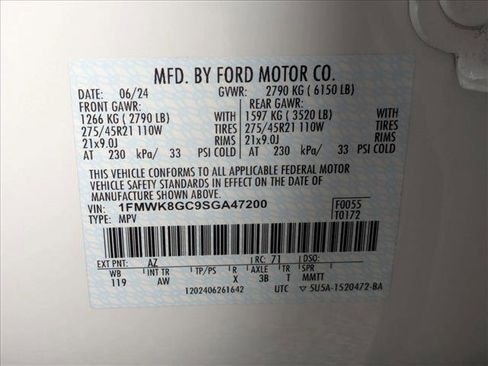 MFD. BY FORD MOTOR CO.
DATE: 06/24 GVWR: 2790 KG ( 6150 LB)
FRONT GAWR: REAR GAWR:
1266 KG ( 2790 LB) WITH 1597 KG ( 3520 LB) WITH
275/45R21 110W TIRES 275/45R21 110W TIRES
21x9.0J RIMS 21x9.0J RIMS
AT 230 kPa/ 33 PSI COLD AT 230 kPa/ 33 PSI COLD
THIS VEHICLE CONFORMS TO ALL APPLICABLE FEDERAL MOTOR
VEHICLE SAFETY, BUMPER, AND THEFT PREVENTION STANDARDS IN
EFFECT ON THE DATE OF MANUFACTURE SHOWN ABOVE.
VIN: 1FMWK8GC9SGA47200 F0055
TYPE: MPV T0172
EXT PNT: AZ RC: 71 DSO:
WB INT TR TP/PS R AXLE TR SPR
119 AW X 3B T MMTT
1202406261642 UTC 5U5A-1520472-BA